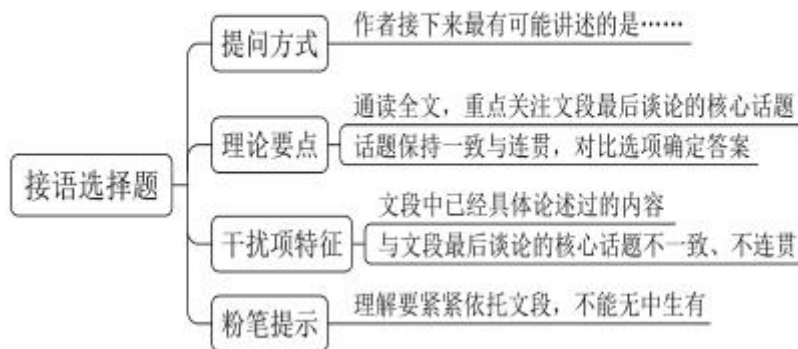 接语选择题
提问方式
作者接下来最有可能讲述的是……
理论要点
通读全文，重点关注文段最后谈论的核心话题
话题保持一致与连贯，对比选项确定答案
干扰项特征
文段中已经具体论述过的内容
与文段最后谈论的核心话题不一致、不连贯
粉笔提示
理解要紧紧依托文段，不能无中生有